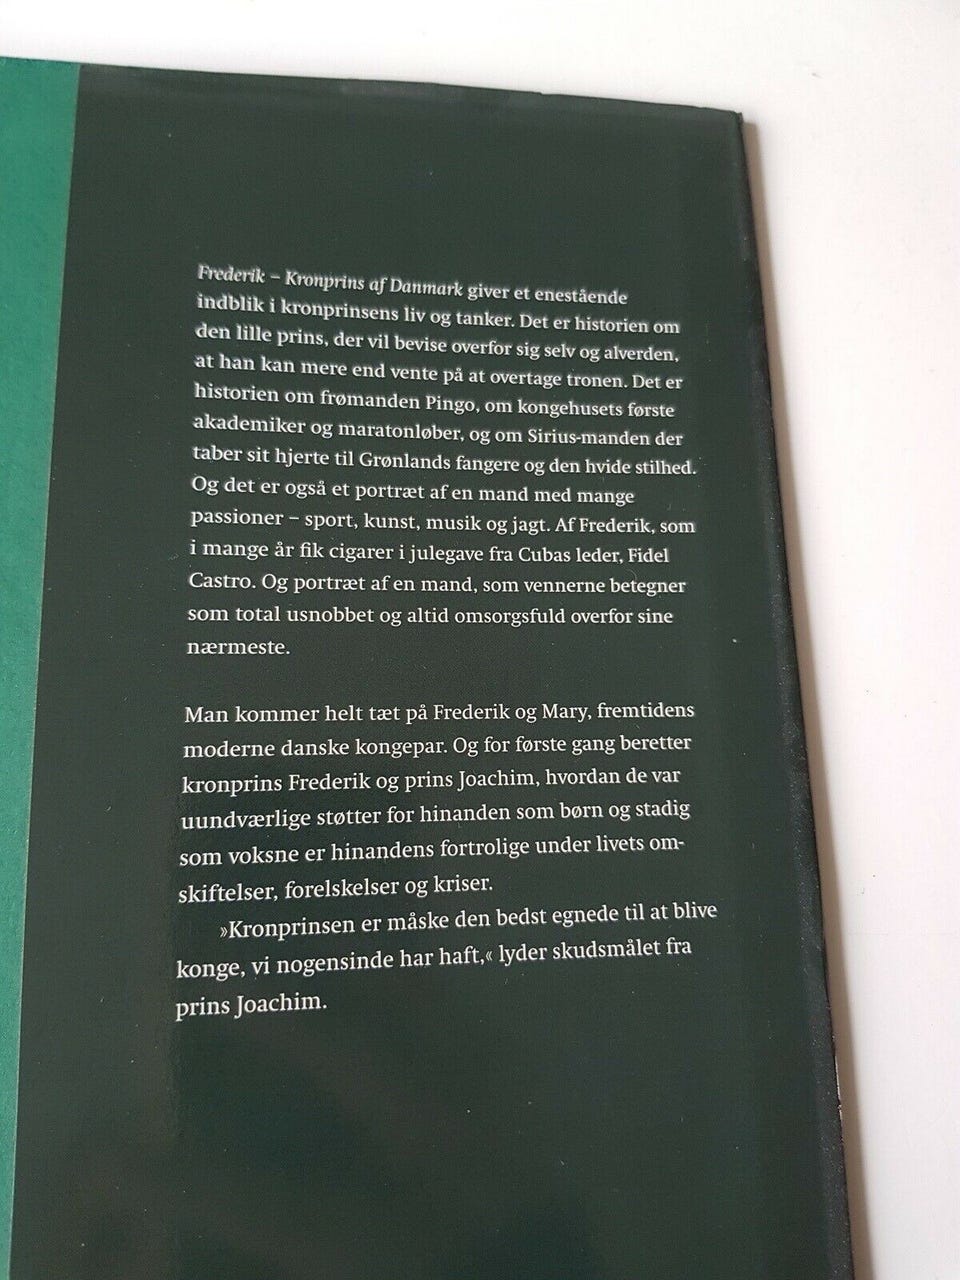 Frederik – Kronprins af Danmark giver et enestående
indblik i kronprinsens liv og tanker. Det er historien om
den lille prins, der vil bevise overfor sig selv og alverden,
at han kan mere end vente på at overtage tronen. Det er
historien om frømanden Pingo, om kongehusets første
akademiker og maratonløber, og om Sirius-manden der
taber sit hjerte til Grønlands fangere og den hvide stilhed.
Og det er også et portræt af en mand med mange
passioner – sport, kunst, musik og jagt. Af Frederik, som
i mange år fik cigarer i julegave fra Cubas leder, Fidel
Castro. Og portræt af en mand, som vennerne betegner
som total usnobbet og altid omsorgsfuld overfor sine
nærmeste.
Man kommer helt tæt på Frederik og Mary, fremtidens
moderne danske kongepar. Og for første gang beretter
kronprins Frederik og prins Joachim, hvordan de var
uundværlige støtter for hinanden som børn og stadig
som voksne er hinandens fortrolige under livets om-
skiftelser, forelskelser og kriser.
»Kronprinsen er måske den bedst egnede til at blive
konge, vi nogensinde har haft,« lyder skudsmålet fra
prins Joachim.